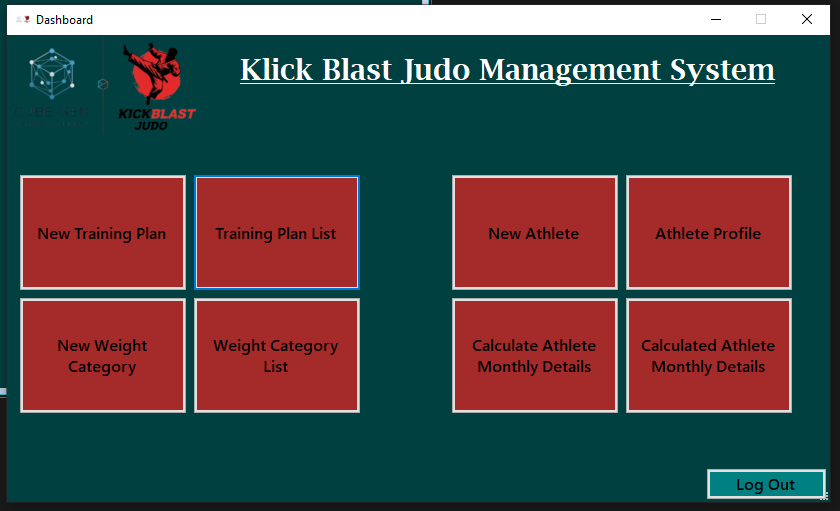 Dashboard
Klick Blast Judo Management System
KICKBLAST
JUDO
New Training Plan
Training Plan List
New Athlete
Athlete Profile
New Weight
Category
Weight Category
List
Calculate Athlete
Monthly Details
Calculated Athlete
Monthly Details
Log Out